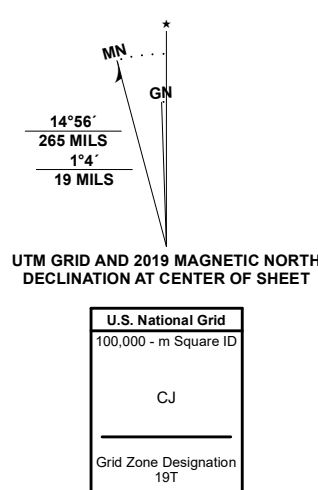 ★
MN
GN
14°56´
265 MILS
1°4´
19 MILS
UTM GRID AND 2019 MAGNETIC NORTH
DECLINATION AT CENTER OF SHEET
U.S. National Grid
100,000 - m Square ID
CJ
Grid Zone Designation
19T